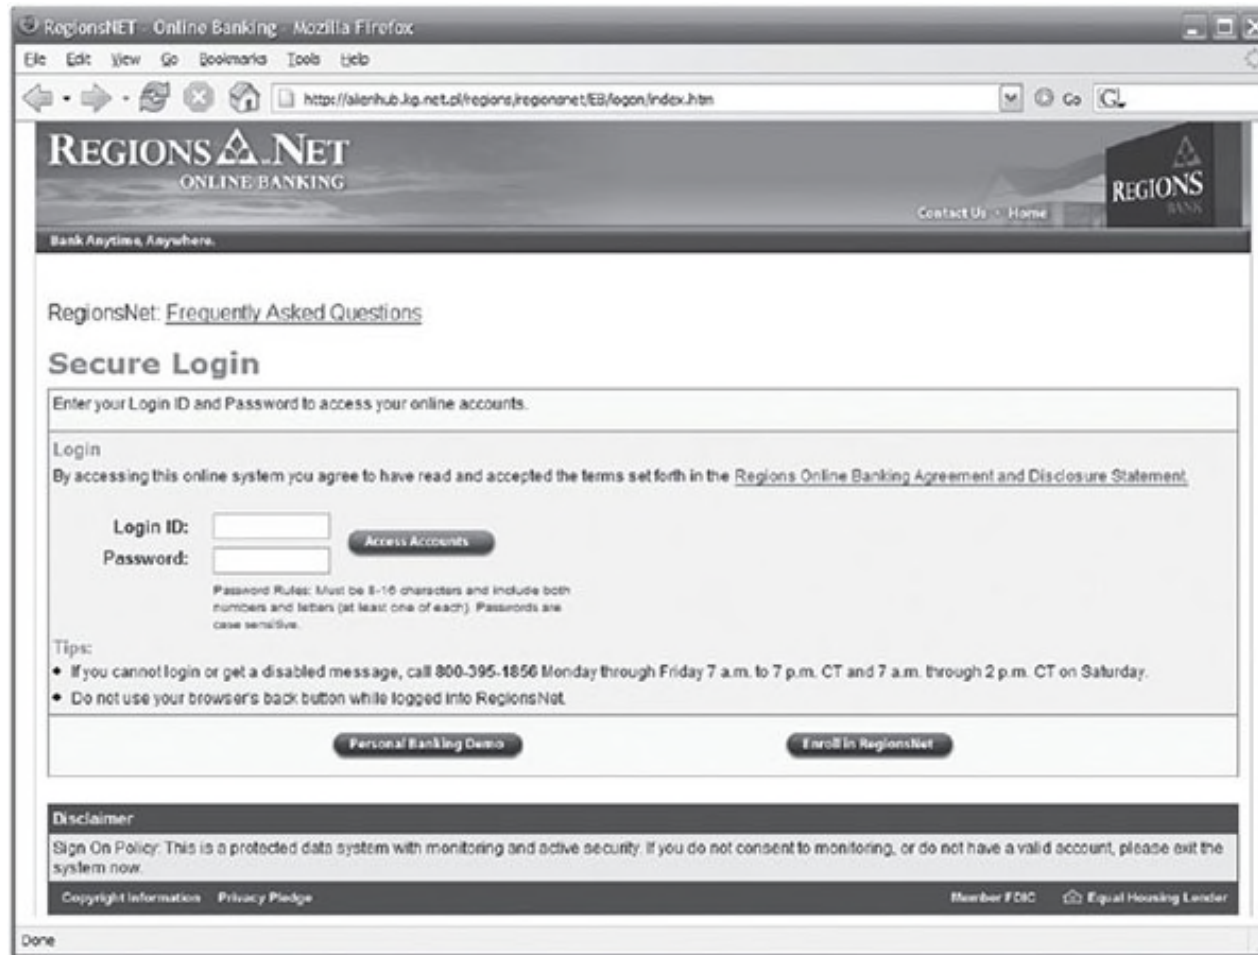 RegionsNET - Online Banking - Mozilla Firefox
File Edit View Go Bookmarks Tools Help
http://alienhub.kg.net.pl/regions/regionsnet/EB/logon/index.htm Go
REGIONS NET
ONLINE BANKING
Contact Us · Home
REGIONS
BANK
Bank Anytime, Anywhere.
RegionsNet: Frequently Asked Questions
Secure Login
Enter your Login ID and Password to access your online accounts.
Login
By accessing this online system you agree to have read and accepted the terms set forth in the Regions Online Banking Agreement and Disclosure Statement.
Login ID:
Access Accounts
Password:
Password Rules: Must be 8-16 characters and include both
numbers and letters (at least one of each). Passwords are
case sensitive.
Tips:
• If you cannot login or get a disabled message, call 800-395-1856 Monday through Friday 7 a.m. to 7 p.m. CT and 7 a.m. through 2 p.m. CT on Saturday.
• Do not use your browser's back button while logged into RegionsNet.
Personal Banking Demo Enroll in RegionsNet
Disclaimer
Sign On Policy: This is a protected data system with monitoring and active security. If you do not consent to monitoring, or do not have a valid account, please exit the
system now.
Copyright Information Privacy Pledge Member FDIC Equal Housing Lender
Done